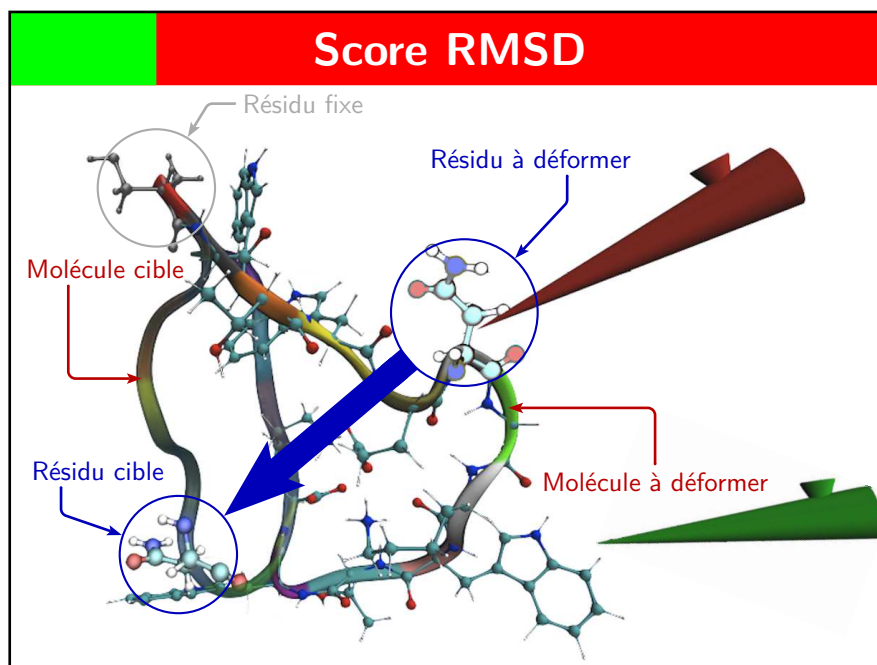 Score RMSD
Résidu fixe
Résidu à déformer
Molécule cible
Résidu cible
Molécule à déformer